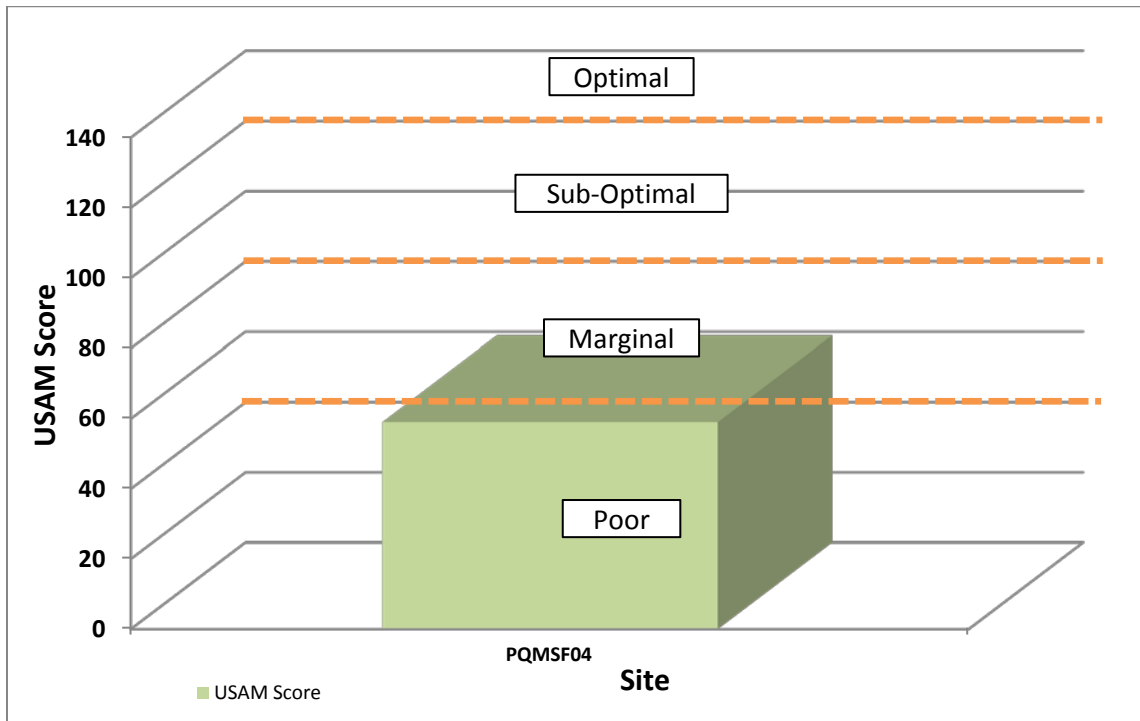 Optimal
140
120
Sub-Optimal
100
80
Marginal
60
40
Poor
20
0
USAM Score
PQMSF04
Site
USAM Score